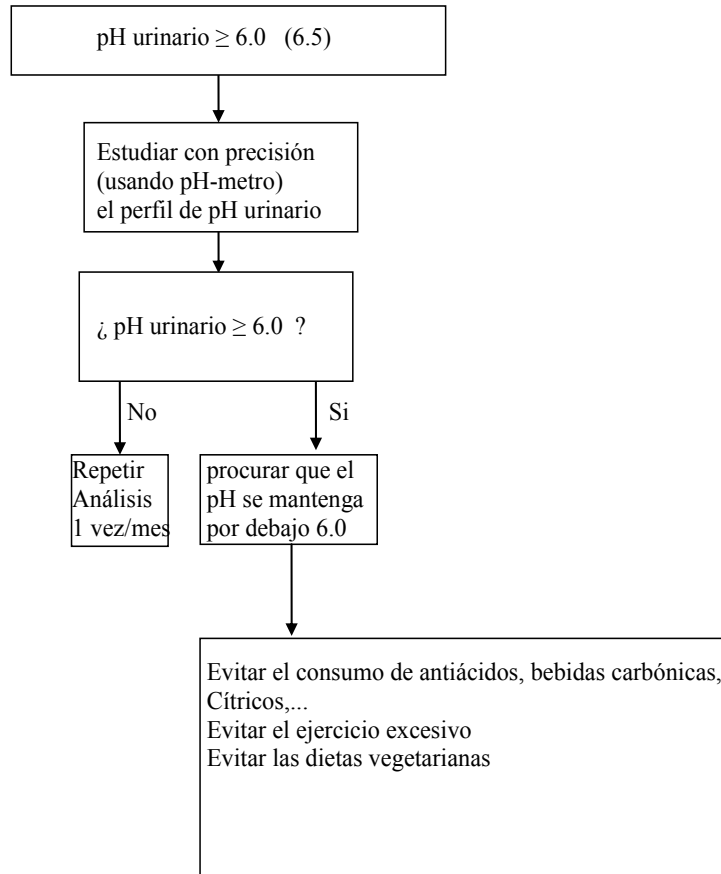 pH urinario ≥ 6.0 (6.5)
Estudiar con precisión
(usando pH-metro)
el perfil de pH urinario
¿ pH urinario ≥ 6.0 ?
No
Si
Repetir
Análisis
1 vez/mes
procurar que el
pH se mantenga
por debajo 6.0
Evitar el consumo de antiácidos, bebidas carbónicas,
Cítricos,...
Evitar el ejercicio excesivo
Evitar las dietas vegetarianas